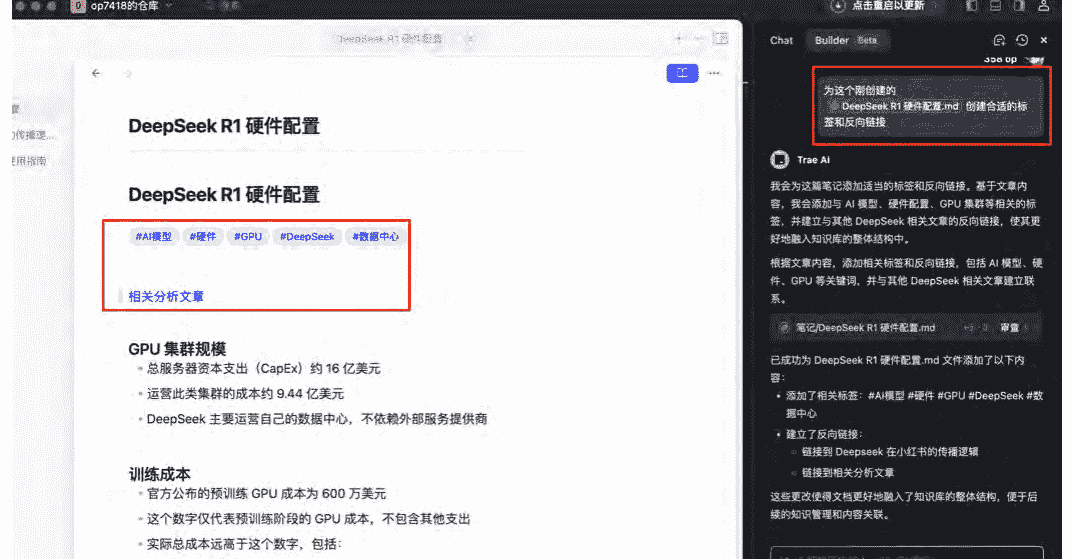 op7418的仓库
点击重启以更新
DeepSeek R1 硬件配置
的传播逻...
使用指南
DeepSeek R1 硬件配置
DeepSeek R1 硬件配置
#AI模型 #硬件 #GPU #DeepSeek #数据中心
相关分析文章
GPU 集群规模
总服务器资本支出（CapEx）约 16 亿美元
运营此类集群的成本约 9.44 亿美元
DeepSeek 主要运营自己的数据中心，不依赖外部服务提供商
训练成本
官方公布的预训练 GPU 成本为 600 万美元
这个数字仅代表预训练阶段的 GPU 成本，不包含其他支出
实际总成本远高于这个数字，包括：
Chat Builder Beta
为这个刚创建的
DeepSeek R1 硬件配置.md 创建合适的标
签和反向链接
Trae AI
我会为这篇笔记添加适当的标签和反向链接。基于文章内
容，我会添加与 AI 模型、硬件配置、GPU 集群等相关的标
签，并建立与其他 DeepSeek 相关文章的反向链接，使其更
好地融入知识库的整体结构中。
根据文章内容，添加相关标签和反向链接，包括 AI 模型、硬
件、GPU 等关键词，并与其他 DeepSeek 相关文章建立联
系。
笔记/DeepSeek R1 硬件配置.md 审查
已成功为 DeepSeek R1 硬件配置.md 文件添加了以下内
容：
添加了相关标签：#AI模型 #硬件 #GPU #DeepSeek #数
据中心
建立了反向链接：
链接到 Deepseek 在小红书的传播逻辑
链接到相关分析文章
这些更改使得文档更好地融入了知识库的整体结构，便于后
续的知识管理和内容关联。